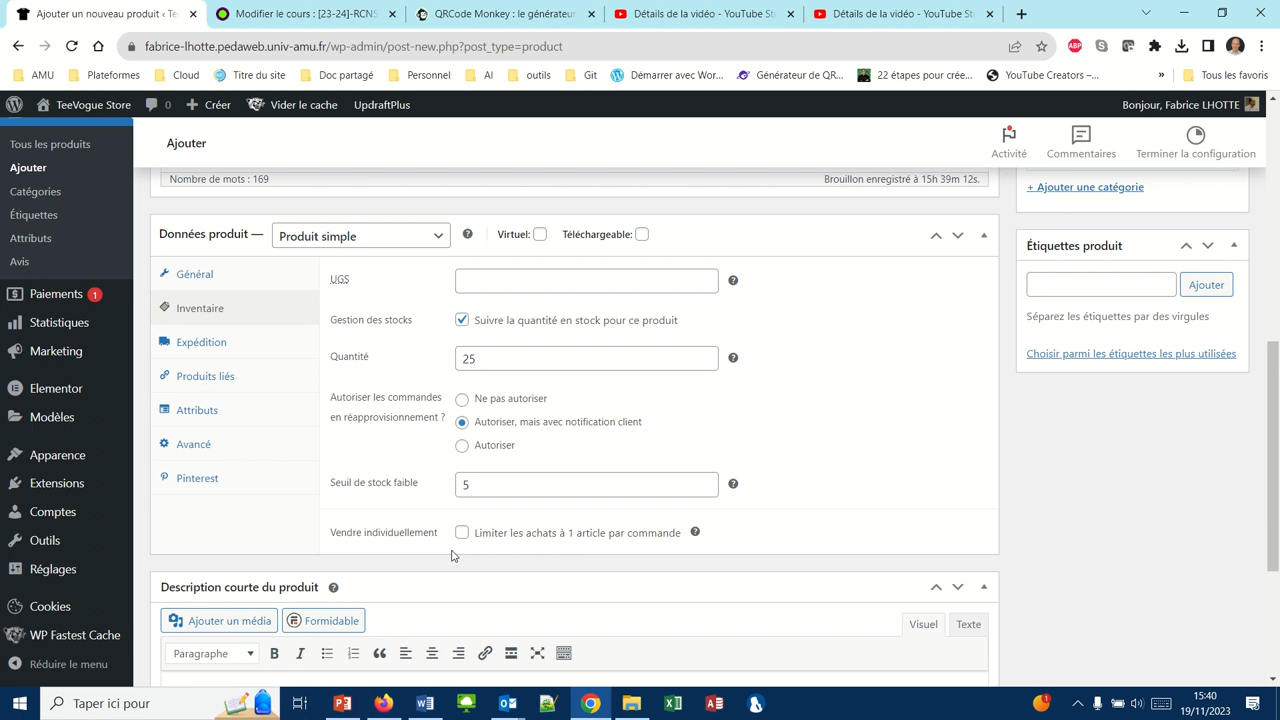 Ajouter un nouveau produit ‹ Te
Modifier le cours : [23-24]-RCNS
QRCode Monkey : le générateur
Détails de la vidéo - YouTube St
Détails de la vidéo - YouTube St
fabrice-lhotte.pedaweb.univ-amu.fr/wp-admin/post-new.php?post_type=product
AMU
Plateformes
Cloud
Titre du site
Doc partagé
Personnel
AI
outils
Git
Démarrer avec Wor...
Générateur de QR...
22 étapes pour crée...
YouTube Creators –...
»
Tous les favoris
TeeVogue Store
0
Créer
Vider le cache
UpdraftPlus
Bonjour, Fabrice LHOTTE
Tous les produits
Ajouter
Catégories
Étiquettes
Attributs
Avis
Paiements 1
Statistiques
Marketing
Elementor
Modèles
Apparence
Extensions
Comptes
Outils
Réglages
Cookies
WP Fastest Cache
Réduire le menu
Ajouter
Activité
Commentaires
Terminer la configuration
Nombre de mots : 169
Brouillon enregistré à 15h 39m 12s.
Données produit —
Produit simple
Virtuel:
Téléchargeable:
Général
Inventaire
Expédition
Produits liés
Attributs
Avancé
Pinterest
UGS
Gestion des stocks
Suivre la quantité en stock pour ce produit
Quantité
25
Autoriser les commandes
en réapprovisionnement ?
Ne pas autoriser
Autoriser, mais avec notification client
Autoriser
Seuil de stock faible
5
Vendre individuellement
Limiter les achats à 1 article par commande
Description courte du produit
Ajouter un média
Formidable
Visuel
Texte
Paragraphe
+ Ajouter une catégorie
Étiquettes produit
Ajouter
Séparez les étiquettes par des virgules
Choisir parmi les étiquettes les plus utilisées
Taper ici pour
15:40
19/11/2023